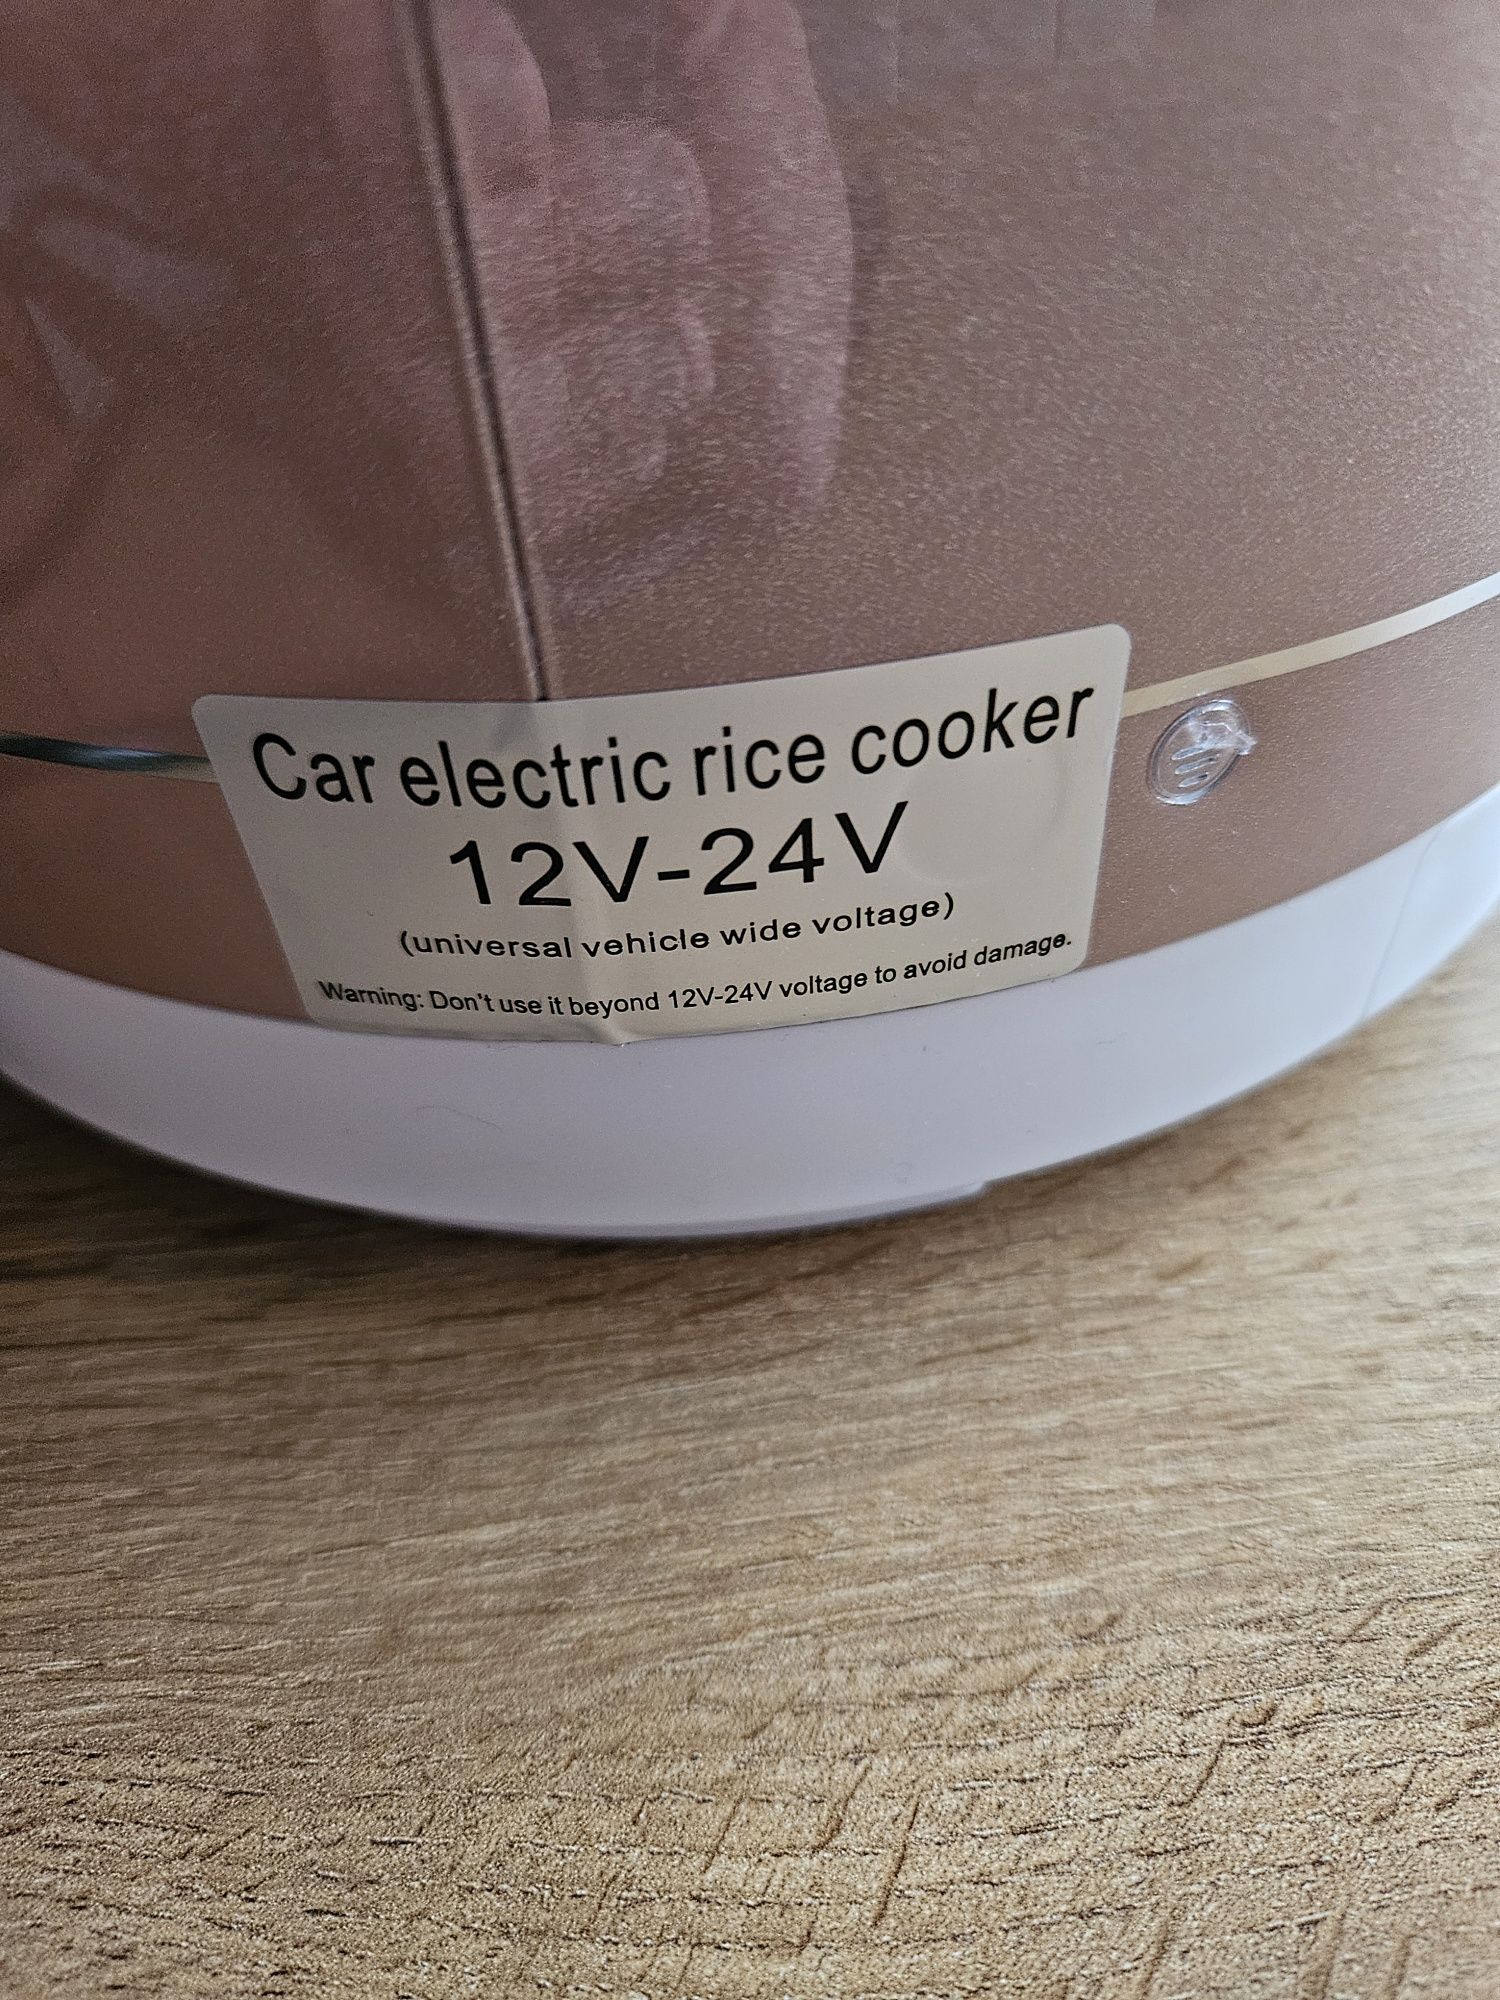 Car electric rice cooker
12V-24V
(universal vehicle wide voltage)
Warning: Don't use it beyond 12V-24V voltage to avoid damage.